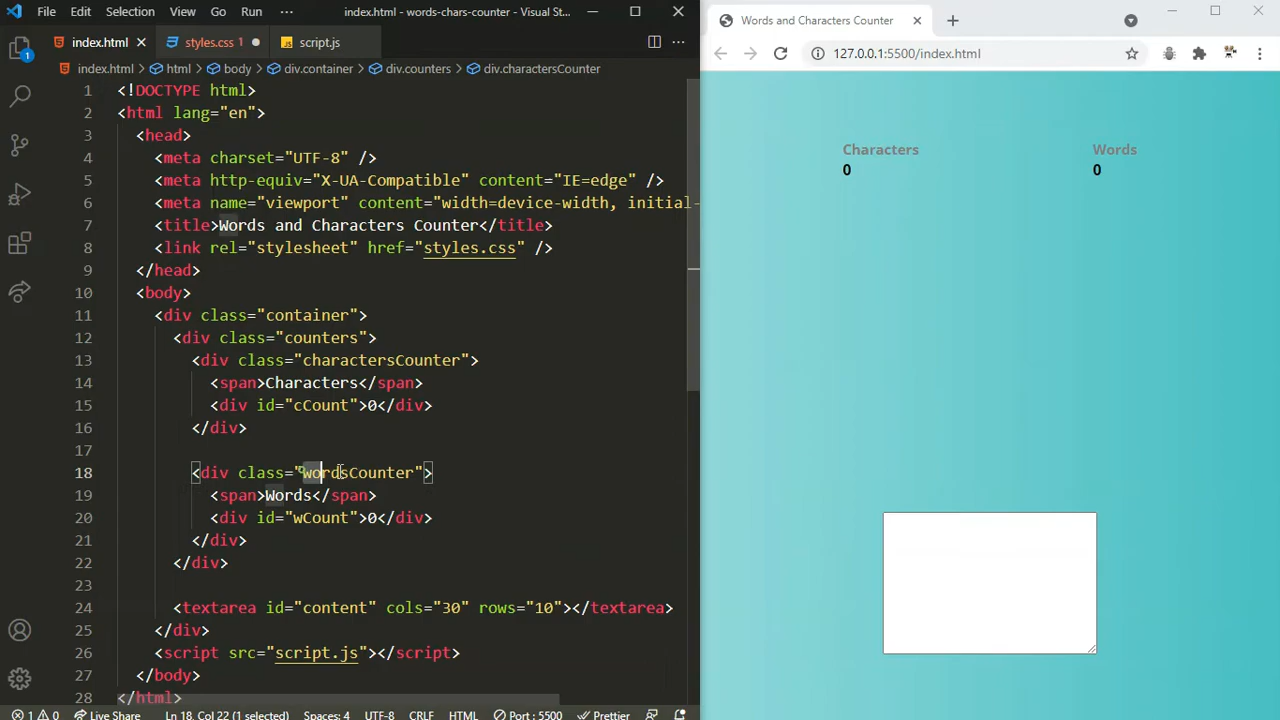 File Edit Selection View Go Run ··· index.html - words-chars-counter - Visual St...
index.html styles.css 1 script.js
index.html > html > body > div.container > div.counters > div.charactersCounter
1 <!DOCTYPE html>
2 <html lang="en">
3 <head>
4 <meta charset="UTF-8" />
5 <meta http-equiv="X-UA-Compatible" content="IE=edge" />
6 <meta name="viewport" content="width=device-width, initial-
7 <title>Words and Characters Counter</title>
8 <link rel="stylesheet" href="styles.css" />
9 </head>
10 <body>
11 <div class="container">
12 <div class="counters">
13 <div class="charactersCounter">
14 <span>Characters</span>
15 <div id="cCount">0</div>
16 </div>
17
18 <div class="wordsCounter">
19 <span>Words</span>
20 <div id="wCount">0</div>
21 </div>
22 </div>
23
24 <textarea id="content" cols="30" rows="10"></textarea>
25 </div>
26 <script src="script.js"></script>
27 </body>
28 </html>
1
1 0 Live Share Ln 18, Col 22 (1 selected) Spaces: 4 UTF-8 CRLF HTML Port : 5500 Prettier
Words and Characters Counter
127.0.0.1:5500/index.html
Characters Words
0 0